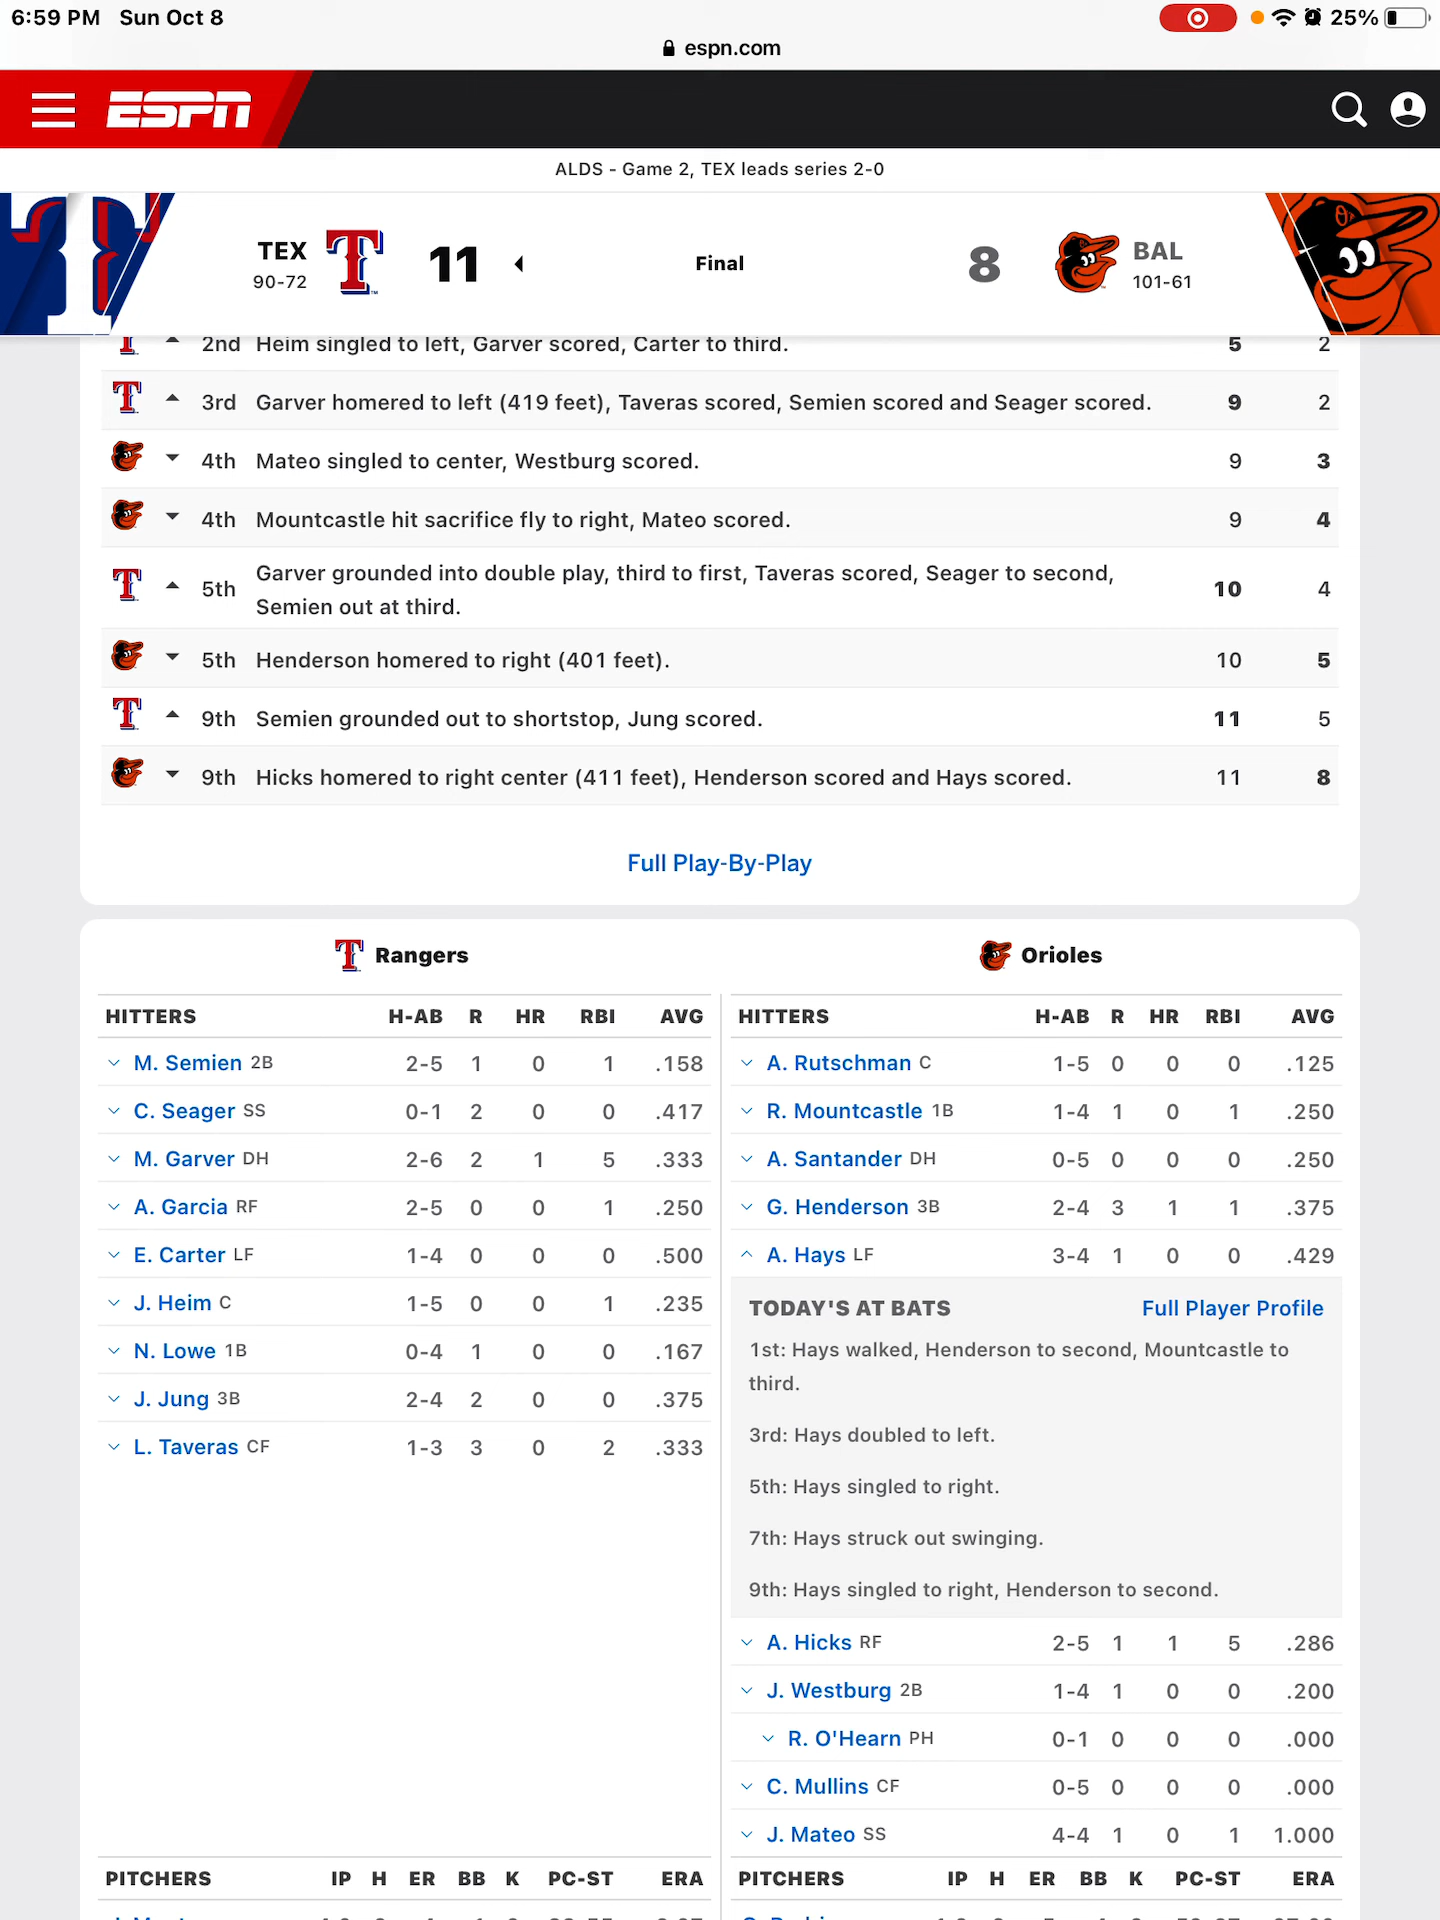 6:59 PM Sun Oct 8 25%
espn.com
ESPN
ALDS - Game 2, TEX leads series 2-0
TEX 11 Final 8 BAL
90-72 101-61
2nd Heim singled to left, Garver scored, Carter to third. 5 2
3rd Garver homered to left (419 feet), Taveras scored, Semien scored and Seager scored. 9 2
4th Mateo singled to center, Westburg scored. 9 3
4th Mountcastle hit sacrifice fly to right, Mateo scored. 9 4
5th Garver grounded into double play, third to first, Taveras scored, Seager to second, 10 4
Semien out at third.
5th Henderson homered to right (401 feet). 10 5
9th Semien grounded out to shortstop, Jung scored. 11 5
9th Hicks homered to right center (411 feet), Henderson scored and Hays scored. 11 8
Full Play-By-Play
Rangers
HITTERS H-AB R HR RBI AVG
M. Semien 2B 2-5 1 0 1 .158
C. Seager SS 0-1 2 0 0 .417
M. Garver DH 2-6 2 1 5 .333
A. Garcia RF 2-5 0 0 1 .250
E. Carter LF 1-4 0 0 0 .500
J. Heim C 1-5 0 0 1 .235
N. Lowe 1B 0-4 1 0 0 .167
J. Jung 3B 2-4 2 0 0 .375
L. Taveras CF 1-3 3 0 2 .333
PITCHERS IP H ER BB K PC-ST ERA
Orioles
HITTERS H-AB R HR RBI AVG
A. Rutschman C 1-5 0 0 0 .125
R. Mountcastle 1B 1-4 1 0 1 .250
A. Santander DH 0-5 0 0 0 .250
G. Henderson 3B 2-4 3 1 1 .375
A. Hays LF 3-4 1 0 0 .429
TODAY'S AT BATS Full Player Profile
1st: Hays walked, Henderson to second, Mountcastle to
third.
3rd: Hays doubled to left.
5th: Hays singled to right.
7th: Hays struck out swinging.
9th: Hays singled to right, Henderson to second.
A. Hicks RF 2-5 1 1 5 .286
J. Westburg 2B 1-4 1 0 0 .200
R. O'Hearn PH 0-1 0 0 0 .000
C. Mullins CF 0-5 0 0 0 .000
J. Mateo SS 4-4 1 0 1 1.000
PITCHERS IP H ER BB K PC-ST ERA